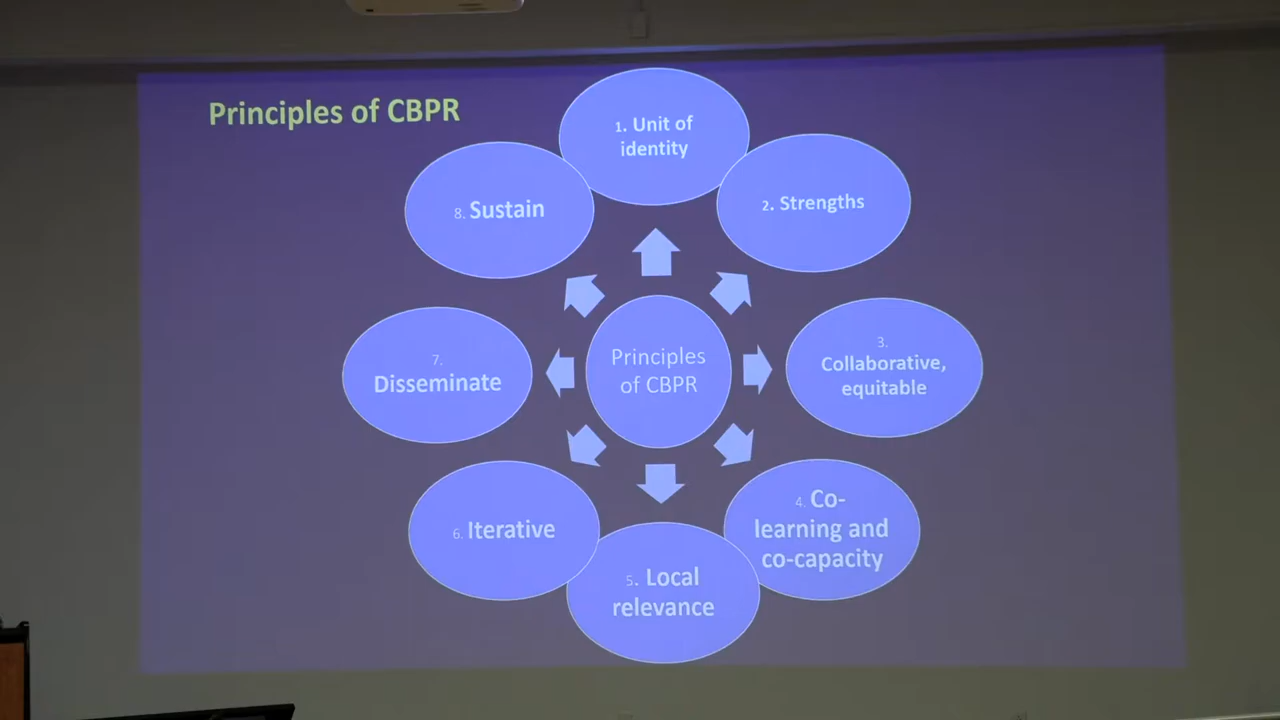 Principles of CBPR
1. Unit of
identity
2. Strengths
3.
Collaborative,
equitable
4. Co-
learning and
co-capacity
5. Local
relevance
6. Iterative
7.
Disseminate
8. Sustain
Principles
of CBPR